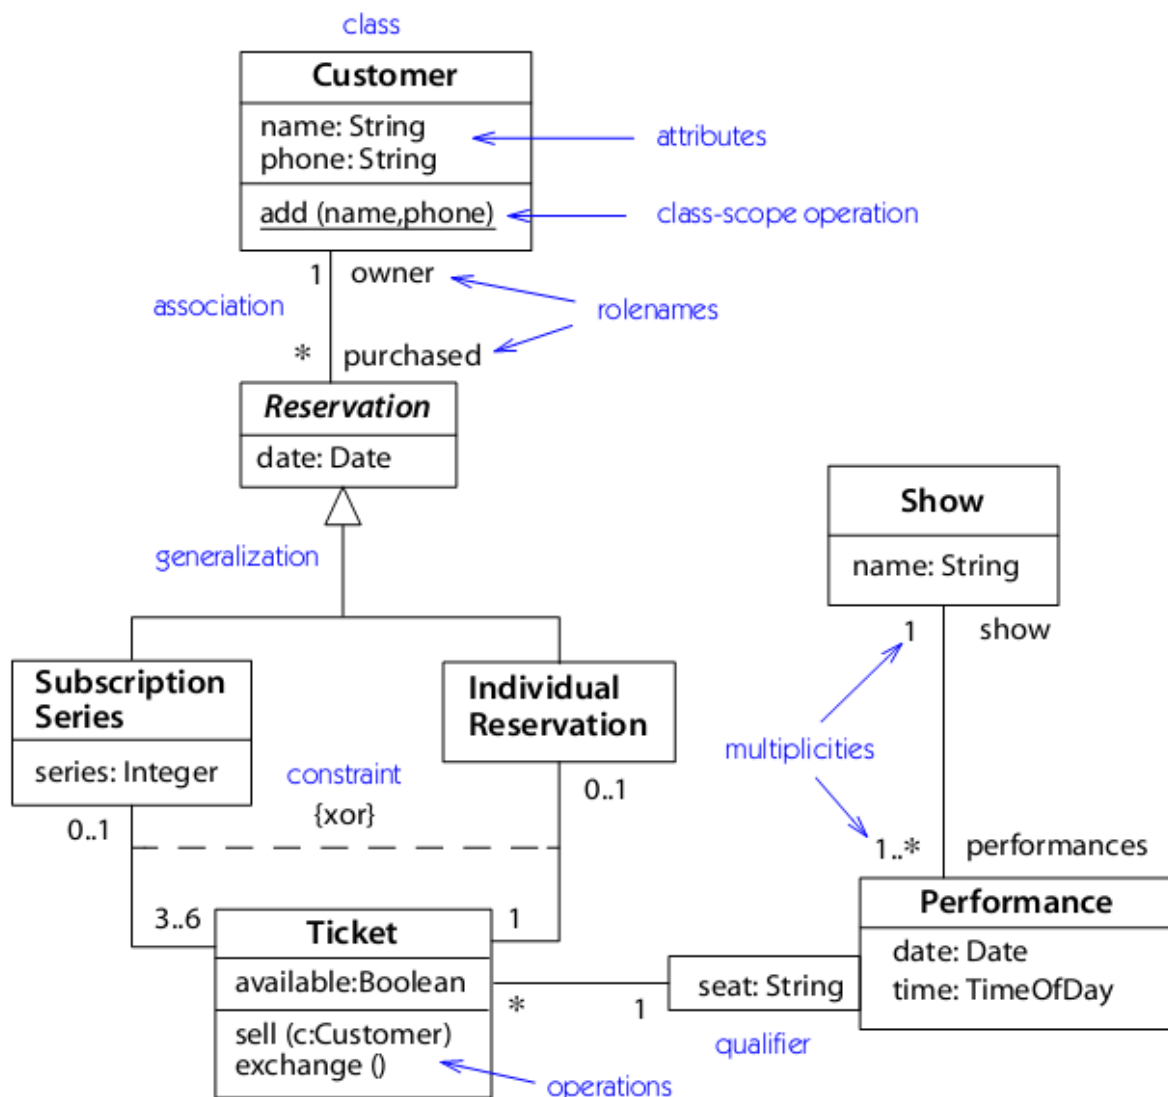 class
Customer
name: String
phone: String
attributes
add (name,phone)
class-scope operation
1
owner
association
rolenames
*
purchased
Reservation
date: Date
generalization
Show
name: String
1
show
Subscription
Series
series: Integer
Individual
Reservation
multiplicities
constraint
{xor}
0..1
0..1
1..*
performances
Performance
date: Date
time: TimeOfDay
3..6
1
Ticket
available:Boolean
sell (c:Customer)
exchange ()
*
1
seat: String
qualifier
operations